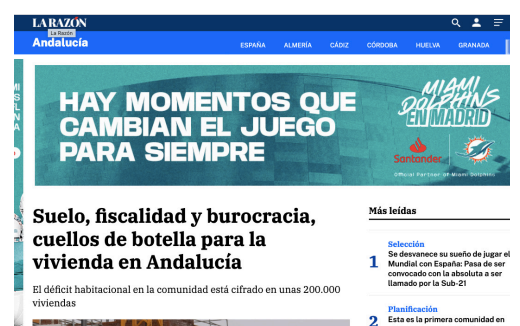 LA RAZÓN
La Razón
Andalucía
ESPAÑA ALMERÍA CÁDIZ CÓRDOBA HUELVA GRANADA
HAY MOMENTOS QUE
CAMBIAN EL JUEGO
PARA SIEMPRE
MIAMI
DOLPHINS
EN MADRID
Santander
Official Partner of Miami Dolphins
Suelo, fiscalidad y burocracia,
cuellos de botella para la
vivienda en Andalucía
El déficit habitacional en la comunidad está cifrado en unas 200.000
viviendas
Más leídas
Selección
1 Se desvanece su sueño de jugar el
Mundial con España: Pasa de ser
convocado con la absoluta a ser
llamado por la Sub-21
Planificación
2 Esta es la primera comunidad en